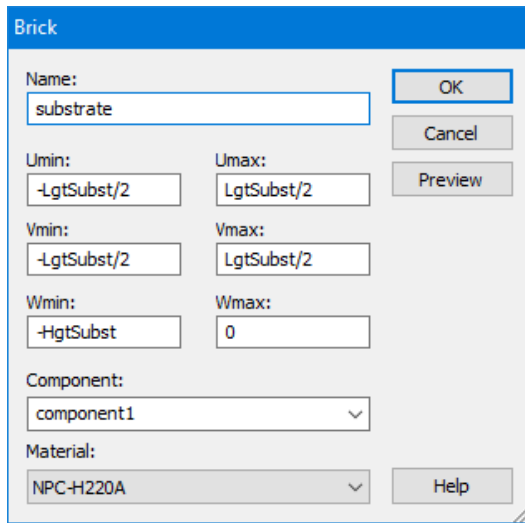 Brick
Name:
substrate
OK
Cancel
Preview
Umin:
Umax:
-LgtSubst/2
LgtSubst/2
Vmin:
Vmax:
-LgtSubst/2
LgtSubst/2
Wmin:
Wmax:
-HgtSubst
0
Component:
component1
Material:
NPC-H220A
Help